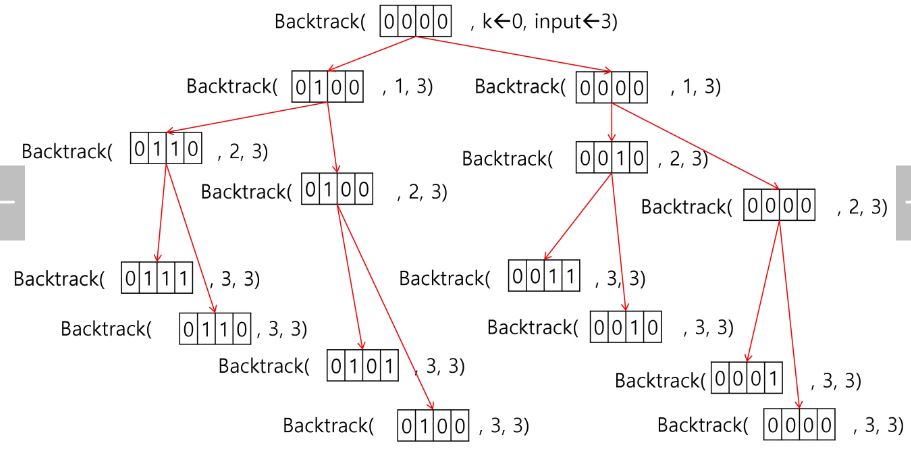 Backtrack( 0 0 0 0 , k←0, input←3)
Backtrack( 0 1 0 0 , 1, 3)
Backtrack( 0 0 0 0 , 1, 3)
Backtrack( 0 1 1 0 , 2, 3)
Backtrack( 0 1 0 0 , 2, 3)
Backtrack( 0 0 1 0 , 2, 3)
Backtrack( 0 0 0 0 , 2, 3)
Backtrack( 0 1 1 1 , 3, 3)
Backtrack( 0 1 1 0 , 3, 3)
Backtrack( 0 1 0 1 , 3, 3)
Backtrack( 0 1 0 0 , 3, 3)
Backtrack( 0 0 1 1 , 3, 3)
Backtrack( 0 0 1 0 , 3, 3)
Backtrack( 0 0 0 1 , 3, 3)
Backtrack( 0 0 0 0 , 3, 3)